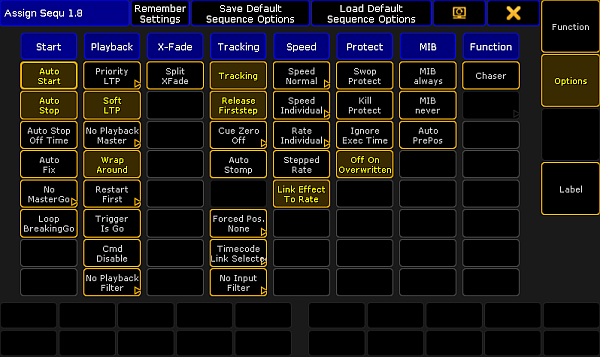 Assign Sequ 1.8
Remember
Settings
Save Default
Sequence Options
Load Default
Sequence Options
Function
Options
Label
Start
Playback
X-Fade
Tracking
Speed
Protect
MIB
Function
Auto
Start
Priority
LTP
Split
XFade
Tracking
Speed
Normal
Swop
Protect
MIB
always
Chaser
Auto
Stop
Soft
LTP
Release
Firststep
Speed
Individual
Kill
Protect
MIB
never
Auto Stop
Off Time
No Playback
Master
Cue Zero
Off
Rate
Individual
Ignore
Exec Time
Auto
PrePos
Auto
Fix
Wrap
Around
Auto
Stomp
Stepped
Rate
Off On
Overwritten
No
MasterGo
Restart
First
Link Effect
To Rate
Loop
BreakingGo
Trigger
Is Go
Forced Pos.
None
Cmd
Disable
Timecode
Link Selecte
No Playback
Filter
No Input
Filter